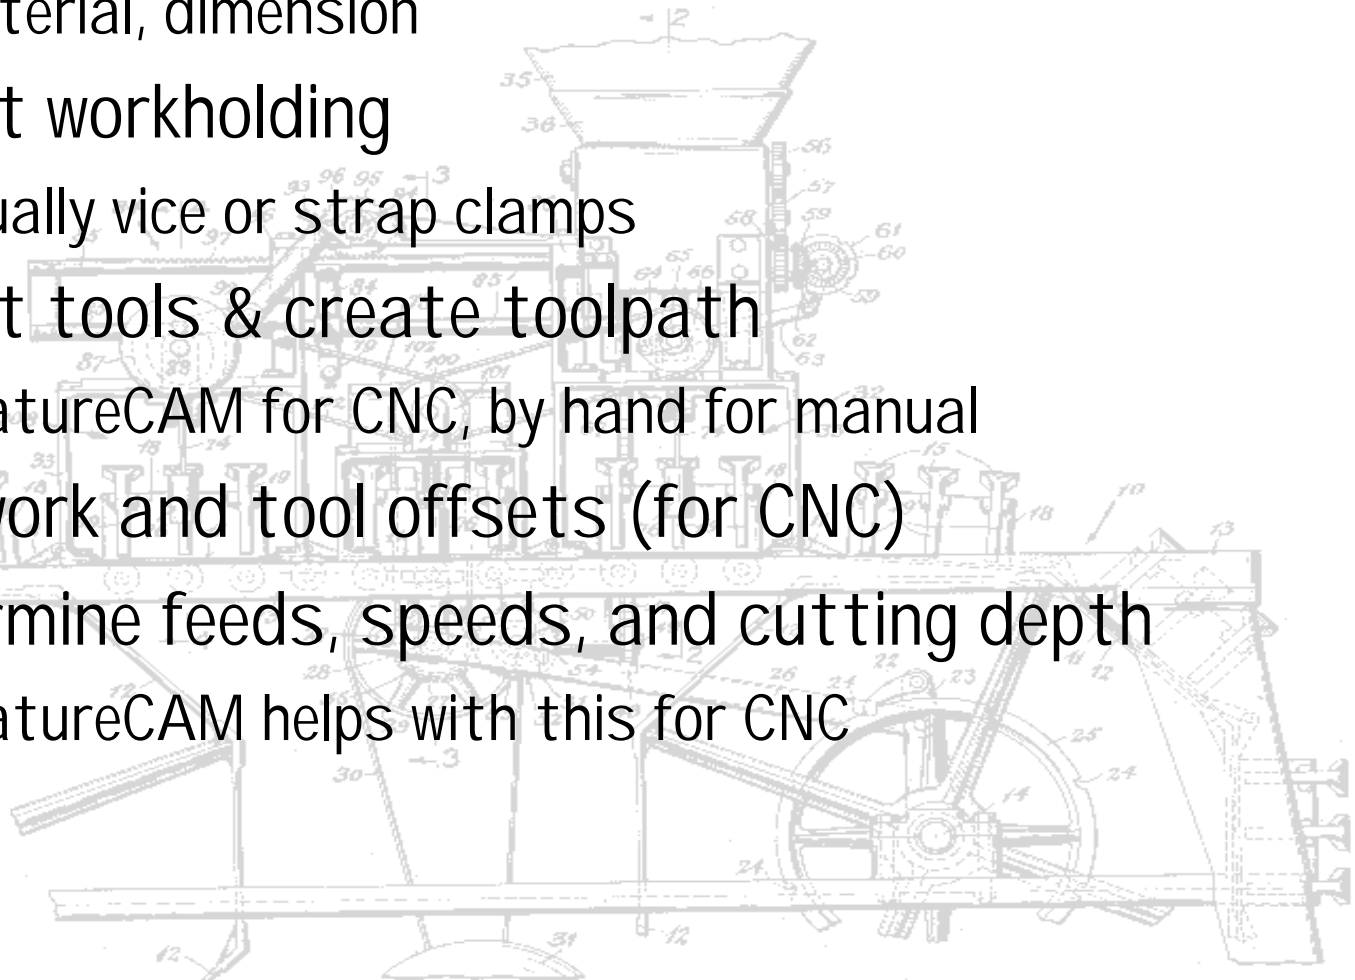 terial, dimension
t workholding
ually vice or strap clamps
t tools & create toolpath
atureCAM for CNC, by hand for manual
work and tool offsets (for CNC)
rmine feeds, speeds, and cutting depth
atureCAM helps with this for CNC